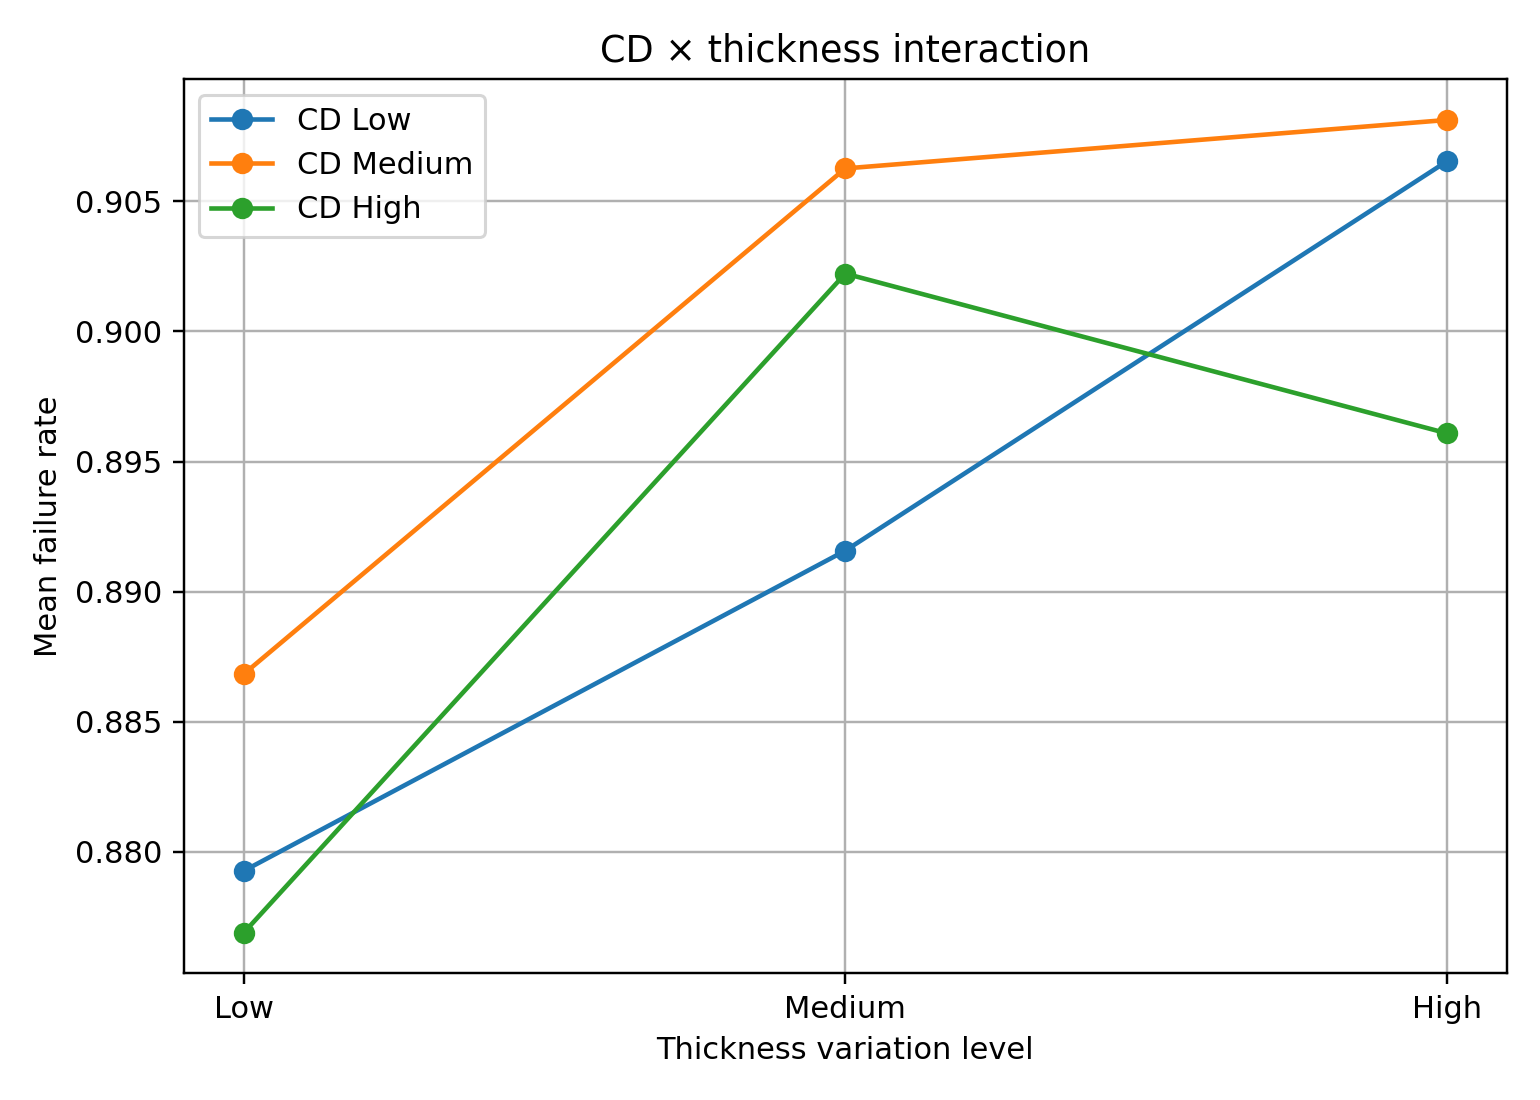 CD × thickness interaction
CD Low
CD Medium
CD High
Mean failure rate
0.905
0.900
0.895
0.890
0.885
0.880
Low Medium High
Thickness variation level